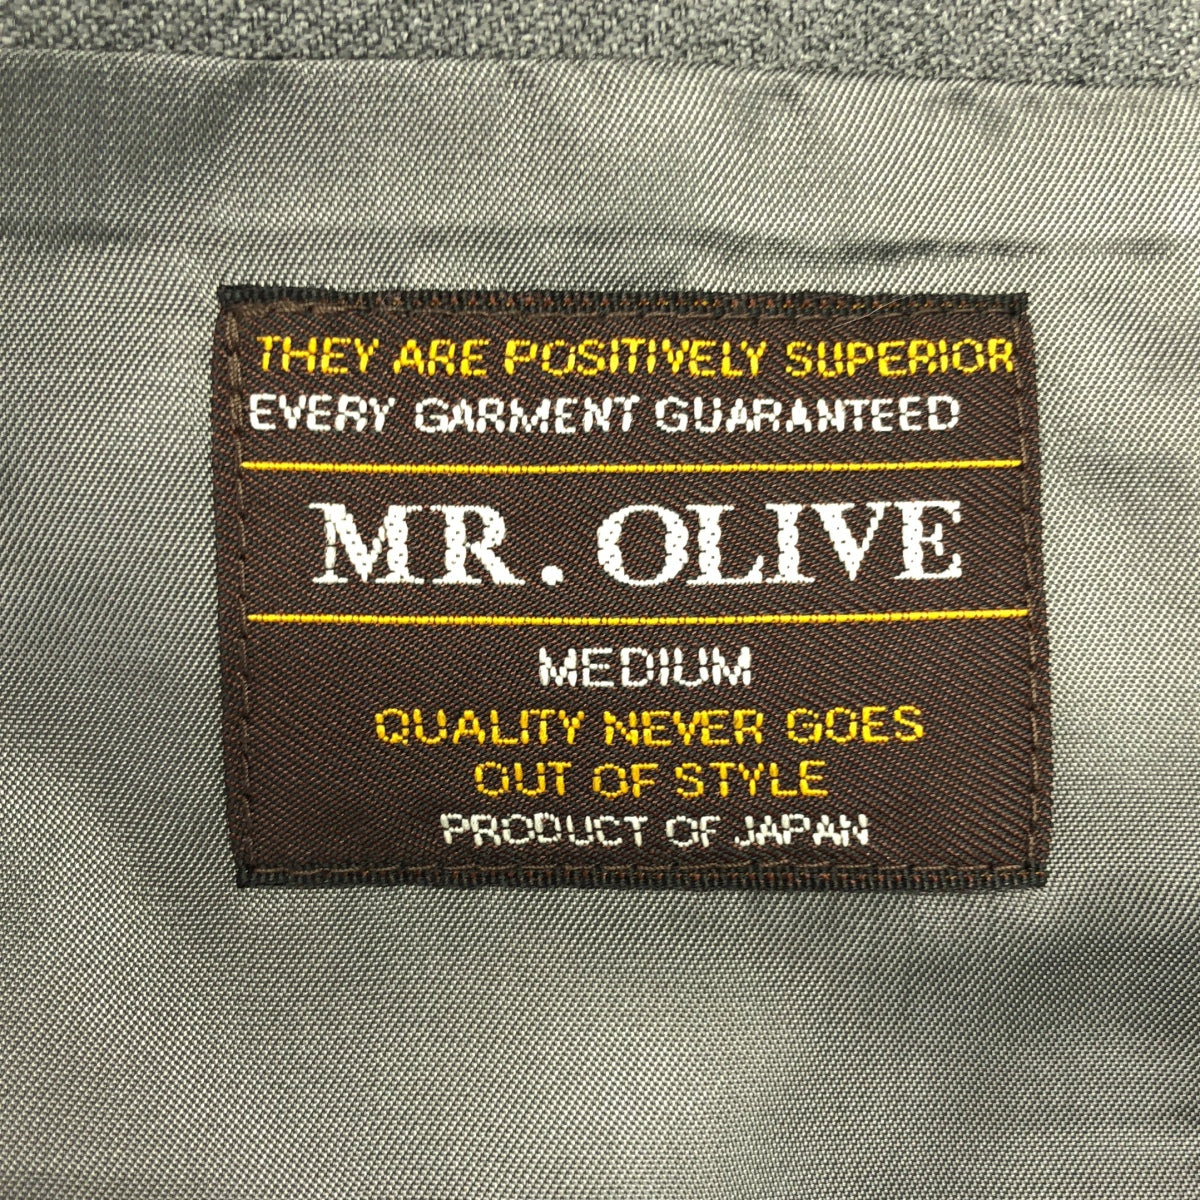 THEY ARE POSITIVELY SUPERIOR
EVERY GARMENT GUARANTEED
MR. OLIVE
MEDIUM
QUALITY NEVER GOES
OUT OF STYLE
PRODUCT OF JAPAN